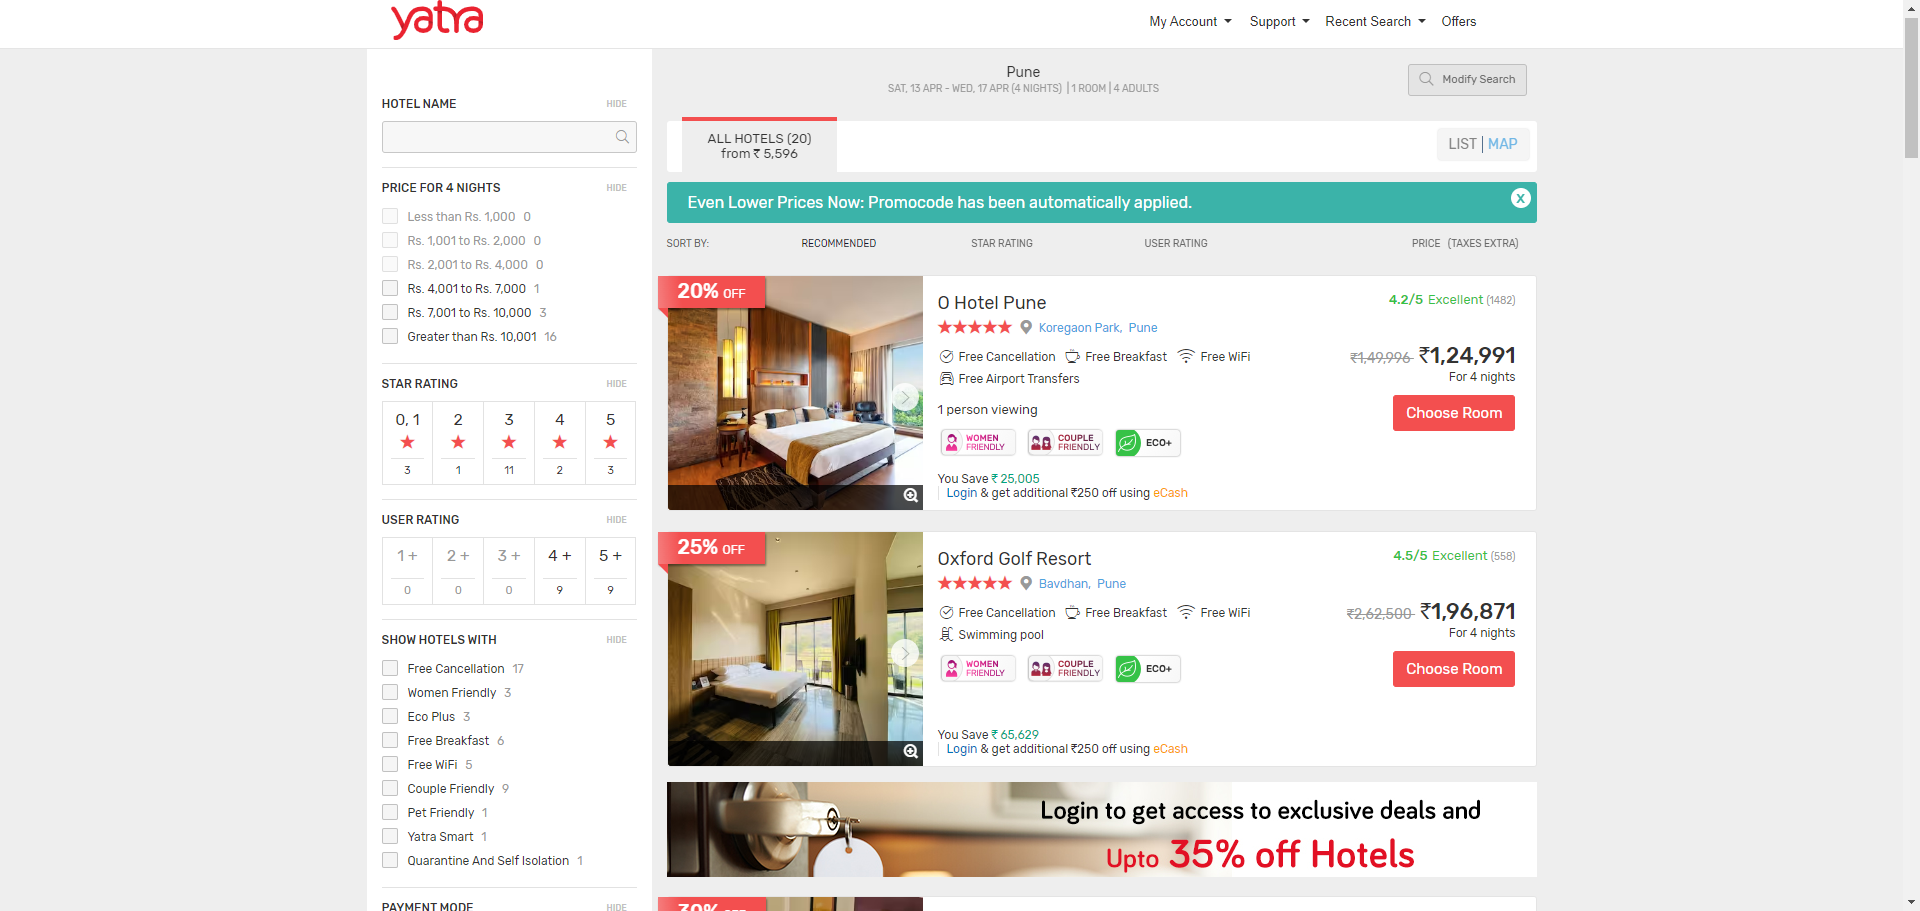 yatra
My Account
Support
Recent Search
Offers
Pune
SAT, 13 APR - WED, 17 APR (4 NIGHTS) | 1 ROOM | 4 ADULTS
Modify Search
HOTEL NAME
HIDE
PRICE FOR 4 NIGHTS
HIDE
Less than Rs. 1,000 0
Rs. 1,001 to Rs. 2,000 0
Rs. 2,001 to Rs. 4,000 0
Rs. 4,001 to Rs. 7,000 1
Rs. 7,001 to Rs. 10,000 3
Greater than Rs. 10,001 16
STAR RATING
HIDE
0, 1 2 3 4 5
3 1 11 2 3
USER RATING
HIDE
1 + 2 + 3 + 4 + 5 +
0 0 0 9 9
SHOW HOTELS WITH
HIDE
Free Cancellation 17
Women Friendly 3
Eco Plus 3
Free Breakfast 6
Free WiFi 5
Couple Friendly 9
Pet Friendly 1
Yatra Smart 1
Quarantine And Self Isolation 1
PAYMENT MODE
HIDE
ALL HOTELS (20)
from ₹ 5,596
LIST | MAP
Even Lower Prices Now: Promocode has been automatically applied.
X
SORT BY:
RECOMMENDED
STAR RATING
USER RATING
PRICE (TAXES EXTRA)
20% OFF
O Hotel Pune
4.2/5 Excellent (1482)
Koregaon Park, Pune
Free Cancellation
Free Breakfast
Free WiFi
Free Airport Transfers
₹1,49,996 ₹1,24,991
For 4 nights
1 person viewing
Choose Room
WOMEN
FRIENDLY
COUPLE
FRIENDLY
ECO+
You Save ₹ 25,005
Login & get additional ₹250 off using eCash
25% OFF
Oxford Golf Resort
4.5/5 Excellent (558)
Bavdhan, Pune
Free Cancellation
Free Breakfast
Free WiFi
Swimming pool
₹2,62,500 ₹1,96,871
For 4 nights
Choose Room
WOMEN
FRIENDLY
COUPLE
FRIENDLY
ECO+
You Save ₹ 65,629
Login & get additional ₹250 off using eCash
Login to get access to exclusive deals and
Upto 35% off Hotels
30% OFF